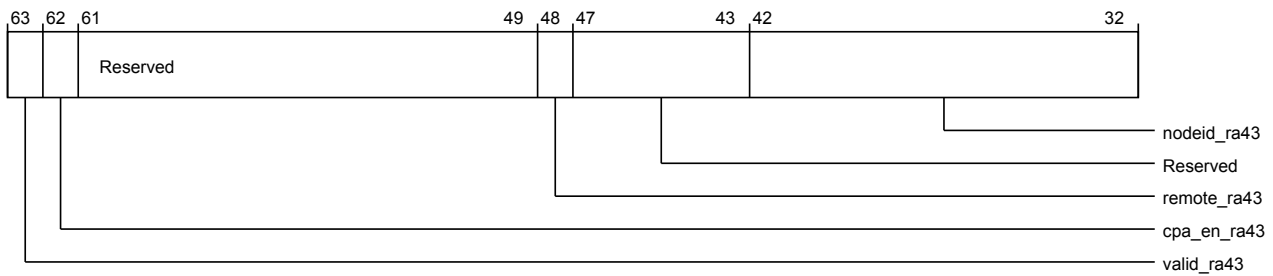 63 62 61 49 48 47 43 42 32
Reserved
nodeid_ra43
Reserved
remote_ra43
cpa_en_ra43
valid_ra43